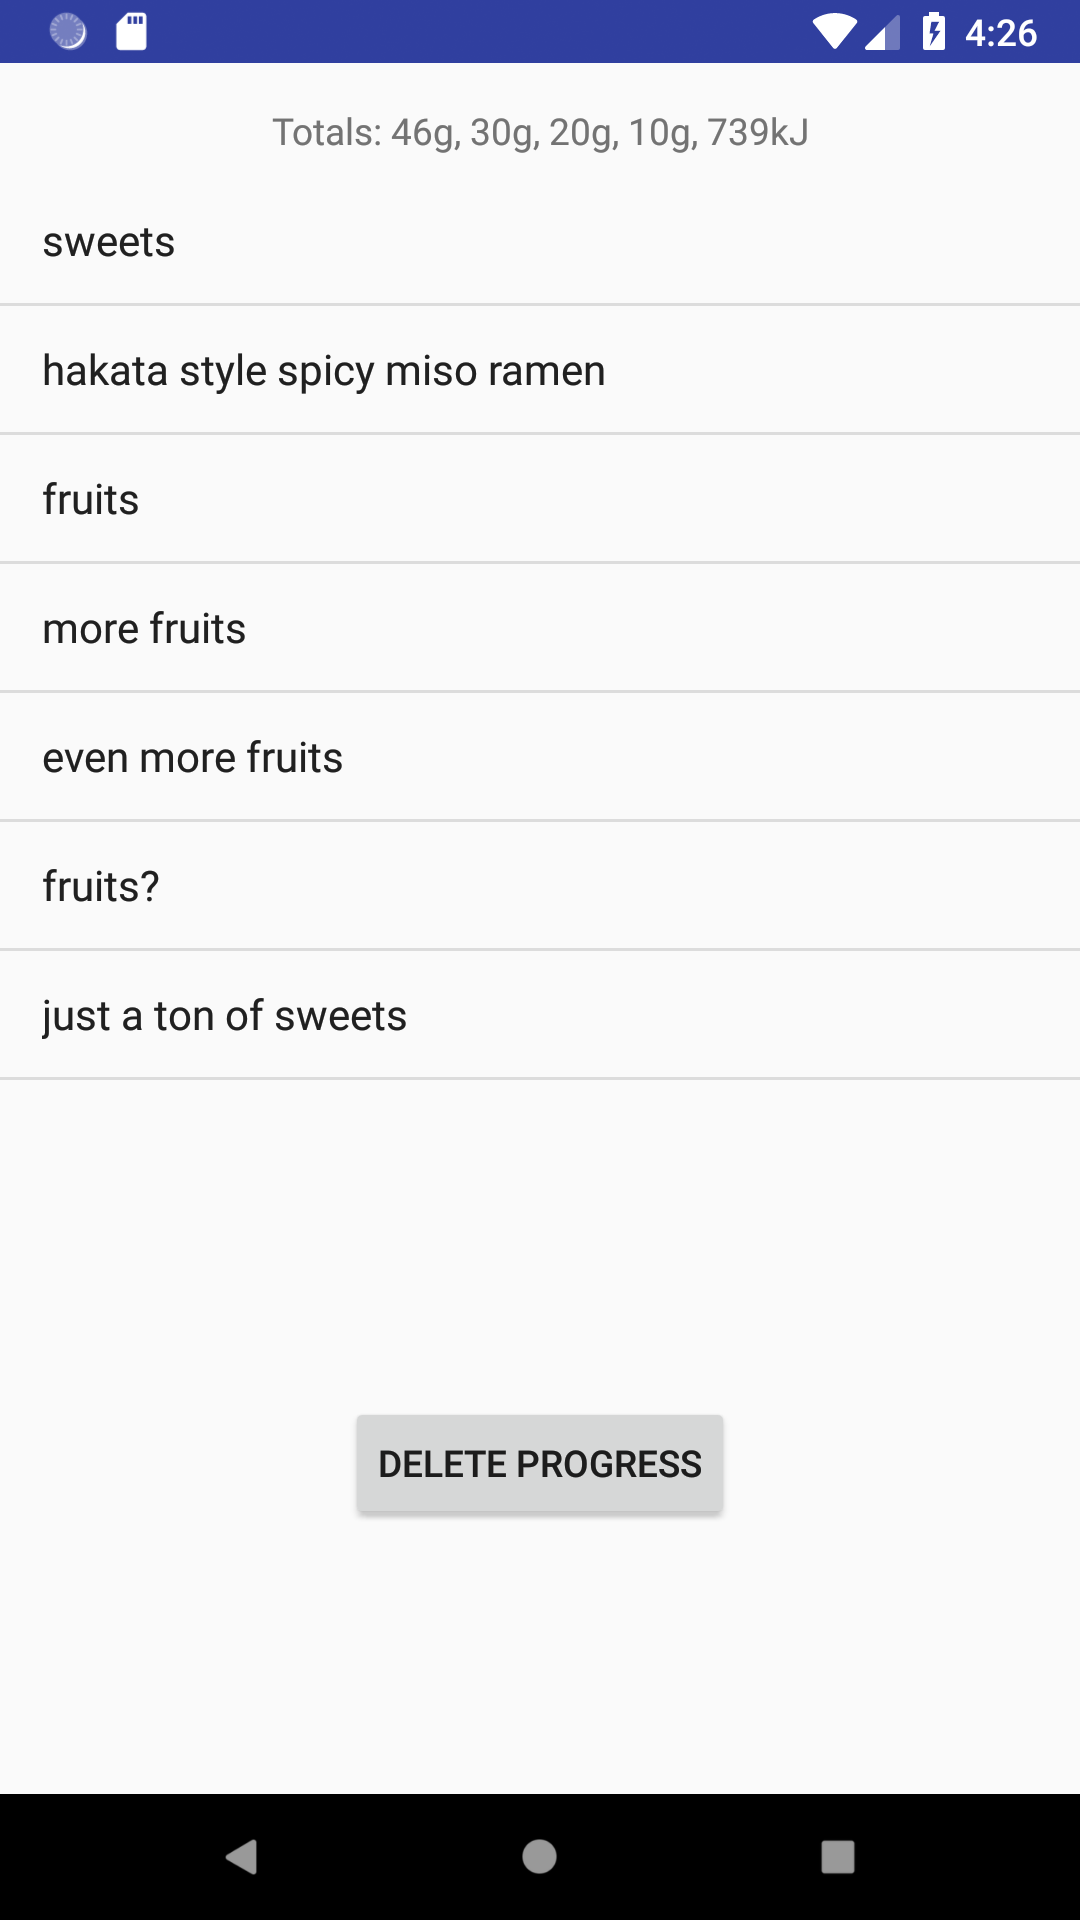 4:26
Totals: 46g, 30g, 20g, 10g, 739kJ
sweets
hakata style spicy miso ramen
fruits
more fruits
even more fruits
fruits?
just a ton of sweets
DELETE PROGRESS